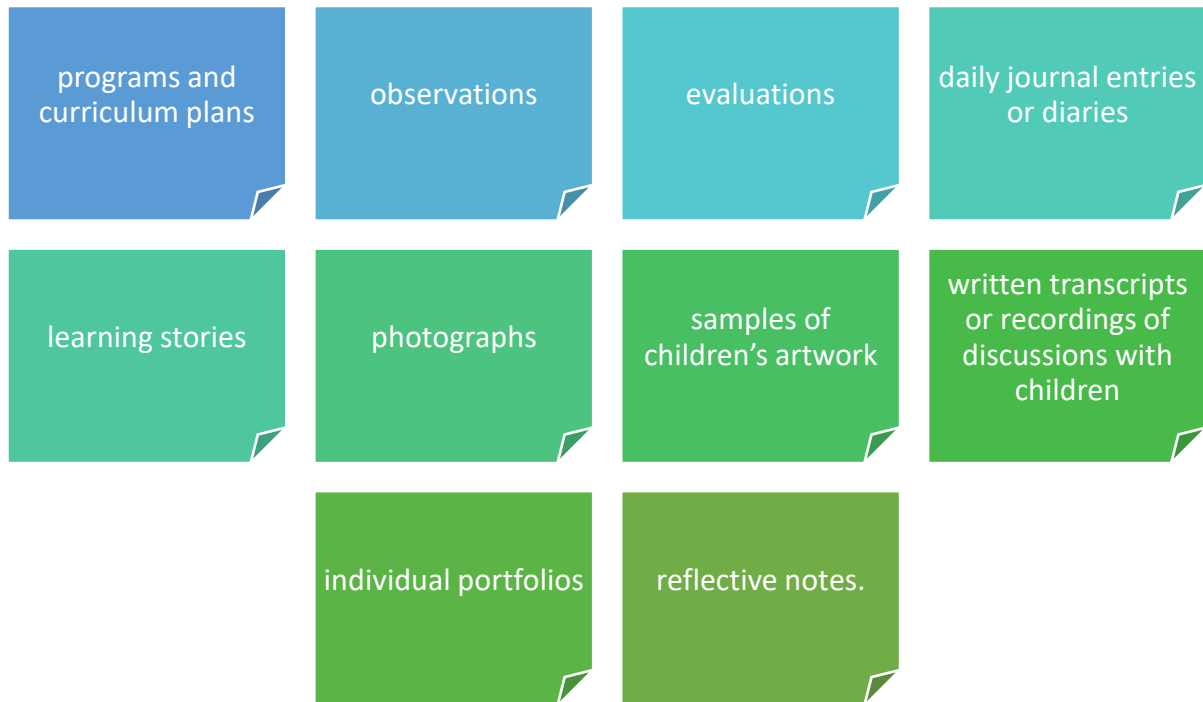 programs and
curriculum plans
observations
evaluations
daily journal entries
or diaries
learning stories
photographs
samples of
children’s artwork
written transcripts
or recordings of
discussions with
children
individual portfolios
reflective notes.